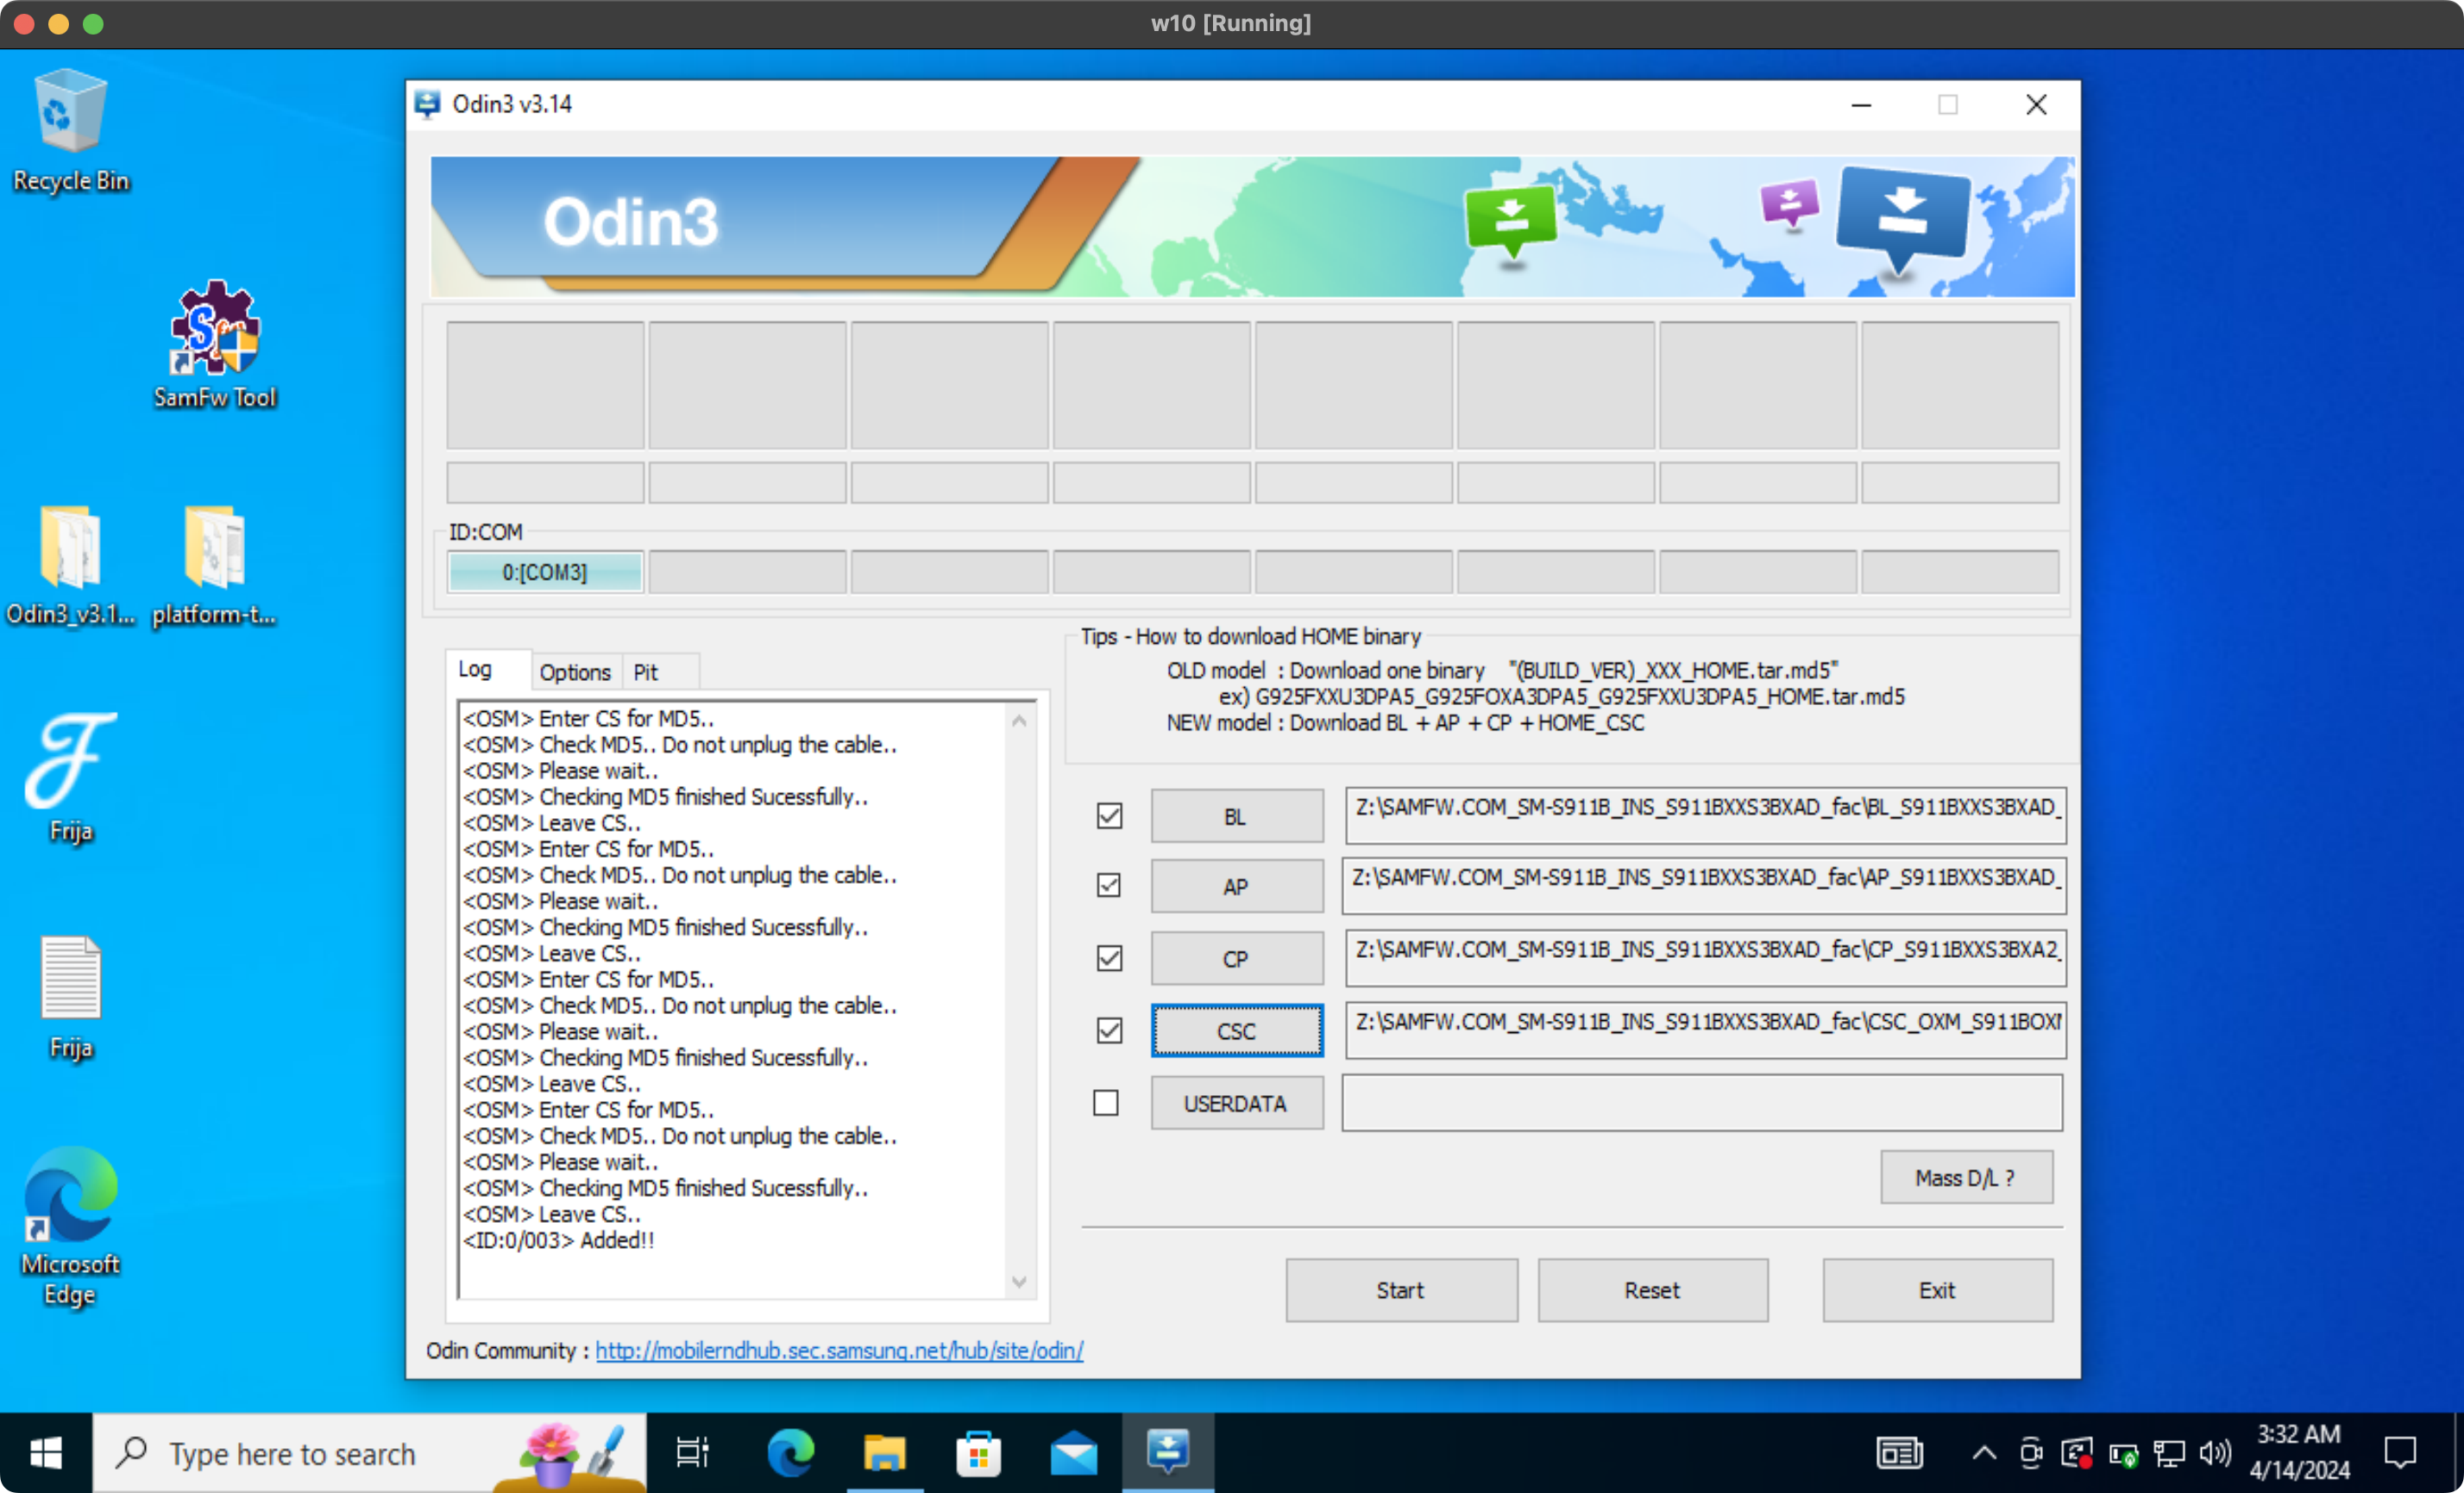 w10 [Running]
Recycle Bin
SamFw Tool
Odin3_v3.1...
platform-t...
Frija
Frija
Microsoft
Edge
Odin3 v3.14
Odin3
ID:COM
0:[COM3]
Log
Options
Pit
<OSM> Enter CS for MD5..
<OSM> Check MD5.. Do not unplug the cable..
<OSM> Please wait..
<OSM> Checking MD5 finished Sucessfully..
<OSM> Leave CS..
<OSM> Enter CS for MD5..
<OSM> Check MD5.. Do not unplug the cable..
<OSM> Please wait..
<OSM> Checking MD5 finished Sucessfully..
<OSM> Leave CS..
<OSM> Enter CS for MD5..
<OSM> Check MD5.. Do not unplug the cable..
<OSM> Please wait..
<OSM> Checking MD5 finished Sucessfully..
<OSM> Leave CS..
<OSM> Enter CS for MD5..
<OSM> Check MD5.. Do not unplug the cable..
<OSM> Please wait..
<OSM> Checking MD5 finished Sucessfully..
<OSM> Leave CS..
<ID:0/003> Added!!
Tips - How to download HOME binary
OLD model : Download one binary "(BUILD_VER)_XXX_HOME.tar.md5"
ex) G925FXXU3DPA5_G925FOXA3DPA5_G925FXXU3DPA5_HOME.tar.md5
NEW model : Download BL + AP + CP + HOME_CSC
BL
Z:\SAMFW.COM_SM-S911B_INS_S911BXXS3BXAD_fac\BL_S911BXXS3BXAD_
AP
Z:\SAMFW.COM_SM-S911B_INS_S911BXXS3BXAD_fac\AP_S911BXXS3BXAD_
CP
Z:\SAMFW.COM_SM-S911B_INS_S911BXXS3BXAD_fac\CP_S911BXXS3BXA2_
CSC
Z:\SAMFW.COM_SM-S911B_INS_S911BXXS3BXAD_fac\CSC_OXM_S911BOXM
USERDATA
Mass D/L ?
Start
Reset
Exit
Odin Community : http://mobilerndhub.sec.samsung.net/hub/site/odin/
Type here to search
3:32 AM
4/14/2024